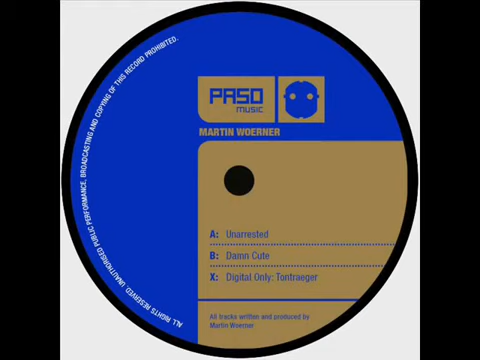 ALL RIGHTS RESERVED. UNAUTHORISED PUBLIC PERFORMANCE, BROADCASTING AND COPYING OF THIS RECORD PROHIBITED.
PASO
MUSIC
MARTIN WOERNER
A: Unarrested
B: Damn Cute
X: Digital Only: Tontraeger
All tracks written and produced by
Martin Woerner